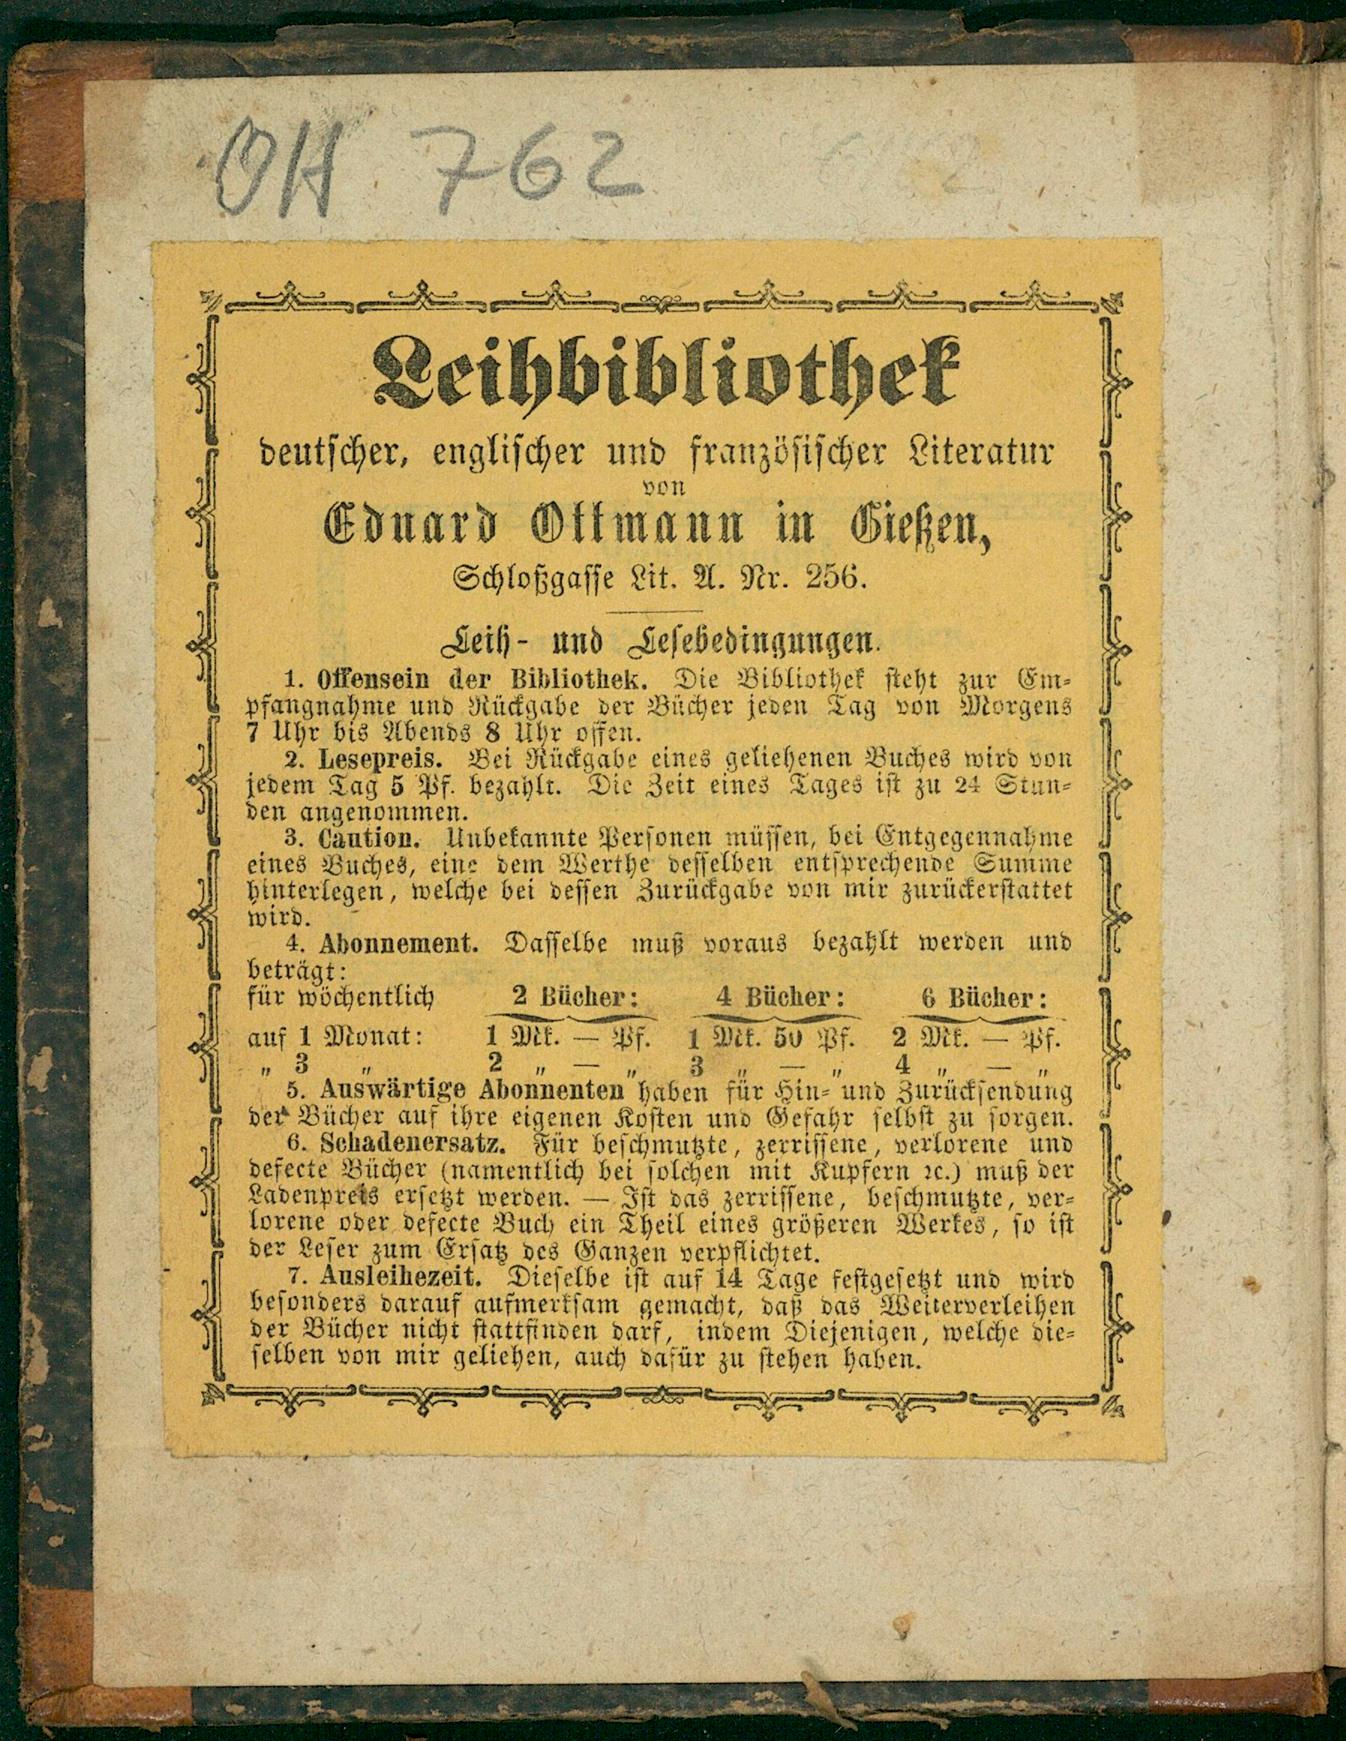 OH 762
Leihbibliothek
deutscher, englischer und französischer Literatur
von
Eduard Ottmann in Gießen,
Schloßgasse Lit. A. Nr. 256.
Leih- und Lesebedingungen.
1. Offensein der Bibliothek. Die Bibliothek steht zur Em-
pfangnahme und Rückgabe der Bücher jeden Tag von Morgens
7 Uhr bis Abends 8 Uhr offen.
2. Lesepreis. Bei Rückgabe eines geliehenen Buches wird von
jedem Tag 5 Pf. bezahlt. Die Zeit eines Tages ist zu 24 Stun-
den angenommen.
3. Caution. Unbekannte Personen müssen, bei Entgegennahme
eines Buches, eine dem Werthe desselben entsprechende Summe
hinterlegen, welche bei dessen Zurückgabe von mir zurückerstattet
wird.
4. Abonnement. Dasselbe muß voraus bezahlt werden und
beträgt:
für wöchentlich 2 Bücher: 4 Bücher: 6 Bücher:
auf 1 Monat: 1 Mk. — Pf. 1 Mk. 50 Pf. 2 Mk. — Pf.
„ 3 „ 2 „ — „ 3 „ — „ 4 „ — „
5. Auswärtige Abonnenten haben für Hin- und Zurücksendung
der Bücher auf ihre eigenen Kosten und Gefahr selbst zu sorgen.
6. Schadenersatz. Für beschmutzte, zerrissene, verlorene und
defecte Bücher (namentlich bei solchen mit Kupfern ꝛc.) muß der
Ladenpreis ersetzt werden. — Ist das zerrissene, beschmutzte, ver-
lorene oder defecte Buch ein Theil eines größeren Werkes, so ist
der Leser zum Ersatz des Ganzen verpflichtet.
7. Ausleihezeit. Dieselbe ist auf 14 Tage festgesetzt und wird
besonders darauf aufmerksam gemacht, daß das Weiterverleihen
der Bücher nicht stattfinden darf, indem Diejenigen, welche die-
selben von mir geliehen, auch dafür zu stehen haben.